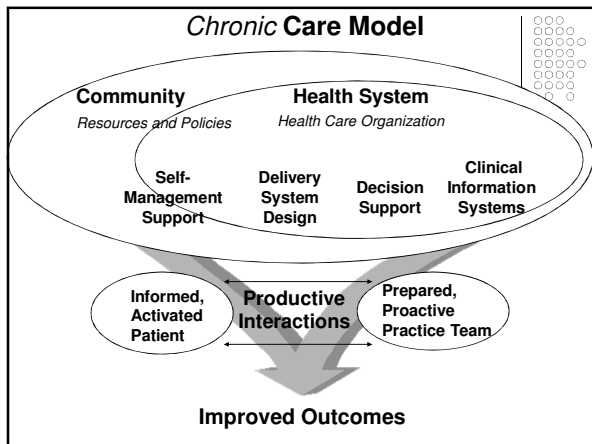 Chronic Care Model
Community
Resources and Policies
Health System
Health Care Organization
Self-
Management
Support
Delivery
System
Design
Decision
Support
Clinical
Information
Systems
Informed,
Activated
Patient
Productive
Interactions
Prepared,
Proactive
Practice Team
Improved Outcomes